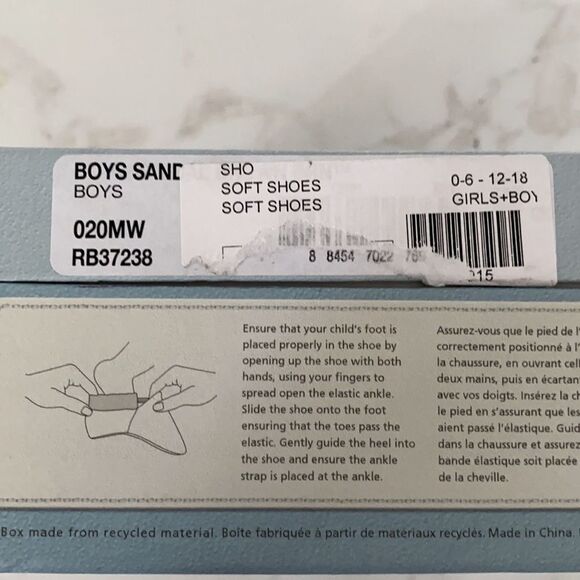 BOYS SAND
BOYS
020MW
RB37238
SHO
SOFT SHOES
SOFT SHOES
0-6 - 12-18
GIRLS+BOY
8 8454 7022
215
Ensure that your child's foot is
placed properly in the shoe by
opening up the shoe with both
hands, using your fingers to
spread open the elastic ankle.
Slide the shoe onto the foot
ensuring that the toes pass the
elastic. Gently guide the heel into
the shoe and ensure the ankle
strap is placed at the ankle.
Assurez-vous que le pied de l'
correctement positionné à l'
la chaussure, en ouvrant cell
deux mains, puis en écartan
avec vos doigts. Insérez la ch
le pied en s'assurant que les
aient passé l'élastique. Guid
dans la chaussure et assurez
bande élastique soit placée
de la cheville.
Box made from recycled material. Boîte fabriquée à partir de matériaux recyclés. Made in China.